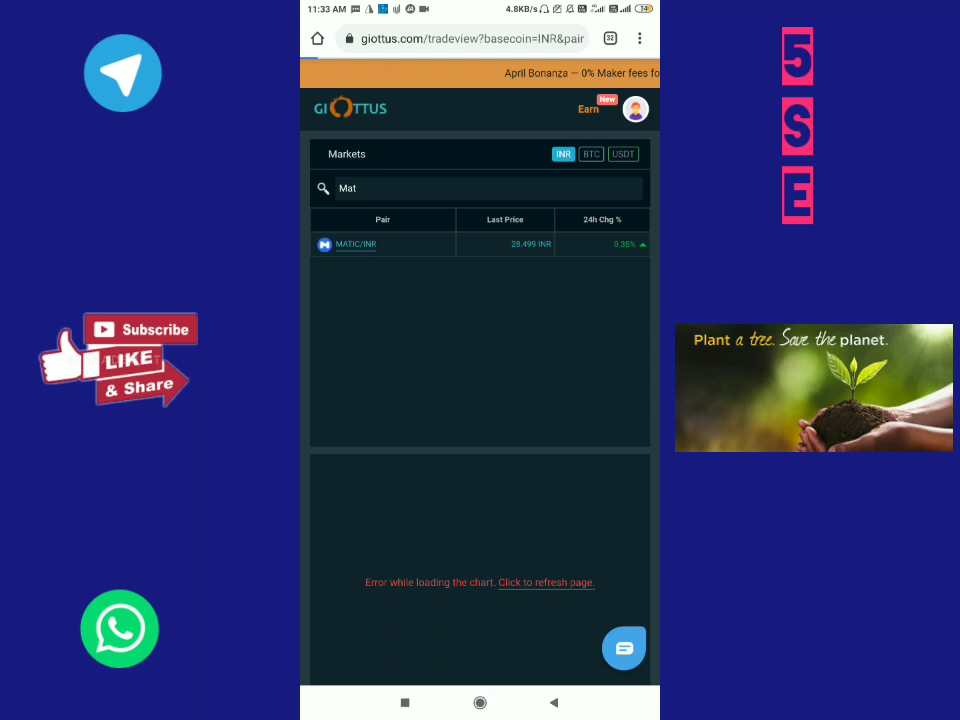 11:33 AM
4.8KB/s
34
giottus.com/tradeview?basecoin=INR&pair
32
April Bonanza — 0% Maker fees fo
GIOTTUS
Earn
New
Markets
INR
BTC
USDT
Mat
Pair
Last Price
24h Chg %
MATIC/INR
28.499 INR
0.35%
Error while loading the chart. Click to refresh page.
Subscribe
LIKE
& Share
5
S
E
Plant a tree. Save the planet.